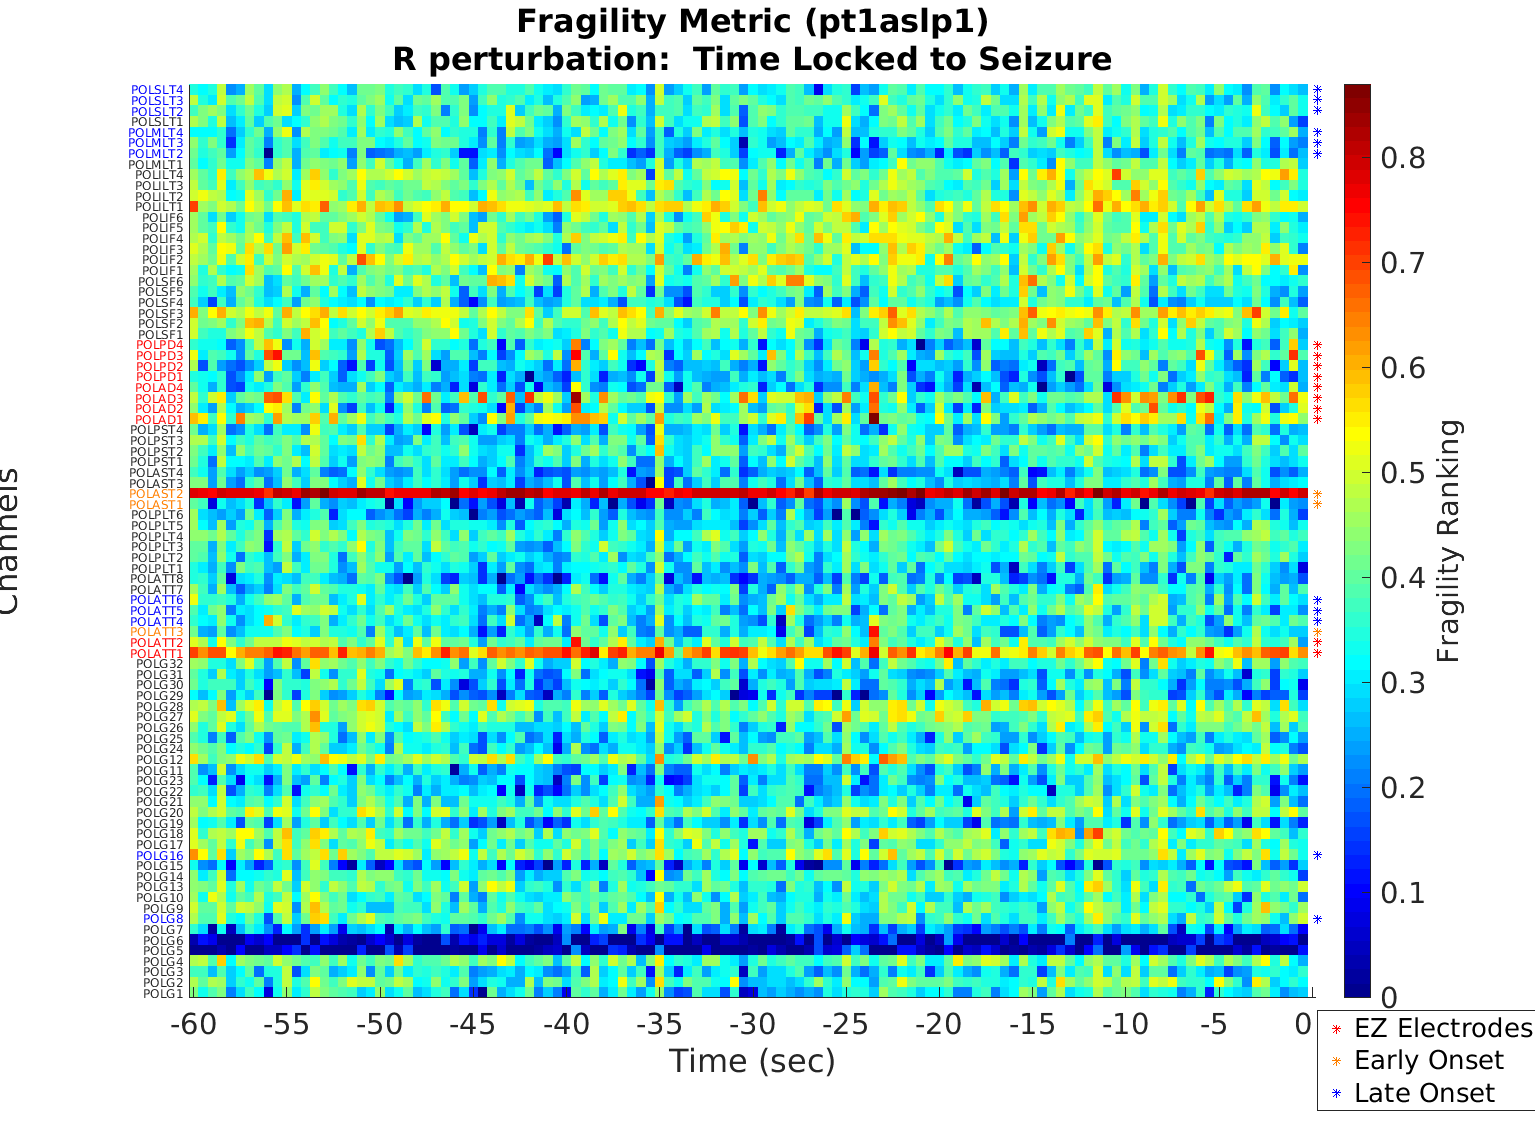 Fragility Metric (pt1aslp1)
R perturbation:  Time Locked to Seizure
Channels
POLSLT4
POLSLT3
POLSLT2
POLSLT1
POLMLT4
POLMLT3
POLMLT2
POLMLT1
POLILT4
POLILT3
POLILT2
POLILT1
POLIF6
POLIF5
POLIF4
POLIF3
POLIF2
POLIF1
POLSF6
POLSF5
POLSF4
POLSF3
POLSF2
POLSF1
POLPD4
POLPD3
POLPD2
POLPD1
POLAD4
POLAD3
POLAD2
POLAD1
POLPST4
POLPST3
POLPST2
POLPST1
POLAST4
POLAST3
POLAST2
POLAST1
POLPLT6
POLPLT5
POLPLT4
POLPLT3
POLPLT2
POLPLT1
POLATT8
POLATT7
POLATT6
POLATT5
POLATT4
POLATT3
POLATT2
POLATT1
POLG32
POLG31
POLG30
POLG29
POLG28
POLG27
POLG26
POLG25
POLG24
POLG12
POLG11
POLG23
POLG22
POLG21
POLG20
POLG19
POLG18
POLG17
POLG16
POLG15
POLG14
POLG13
POLG10
POLG9
POLG8
POLG7
POLG6
POLG5
POLG4
POLG3
POLG2
POLG1
-60 -55 -50 -45 -40 -35 -30 -25 -20 -15 -10 -5 0
Time (sec)
0.8
0.7
0.6
0.5
0.4
0.3
0.2
0.1
0
Fragility Ranking
EZ Electrodes
Early Onset
Late Onset